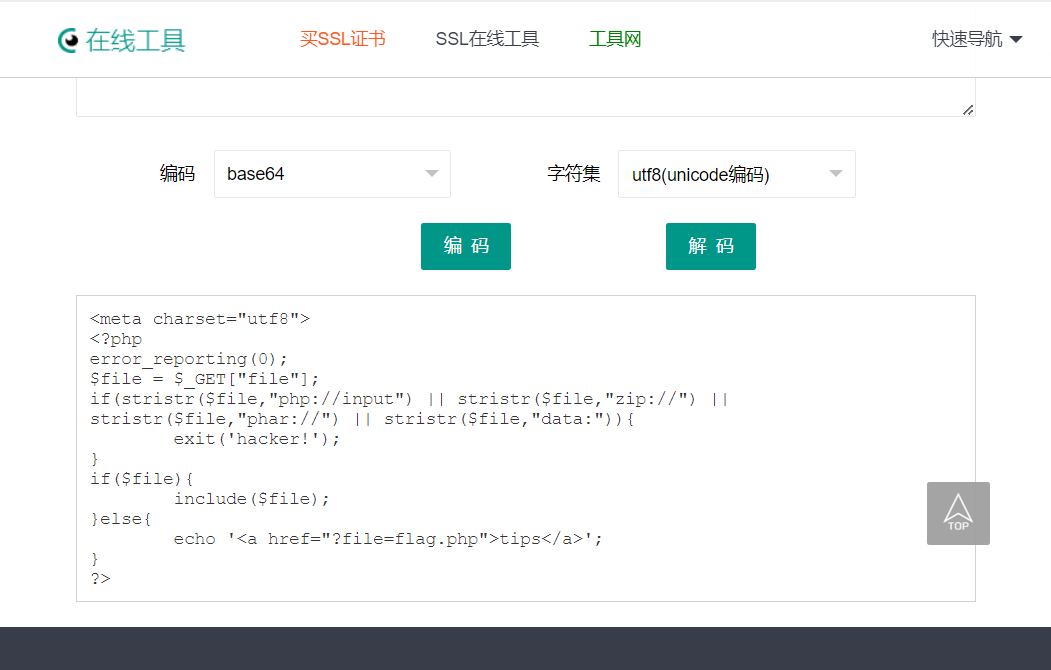 在线工具 买SSL证书 SSL在线工具 工具网 快速导航
编码 base64 字符集 utf8(unicode编码)
编 码 解 码
<meta charset="utf8">
<?php
error_reporting(0);
$file = $_GET["file"];
if(stristr($file,"php://input") || stristr($file,"zip://") ||
stristr($file,"phar://") || stristr($file,"data:")){
        exit('hacker!');
}
if($file){
        include($file);
}else{
        echo '<a href="?file=flag.php">tips</a>';
}
?>
TOP